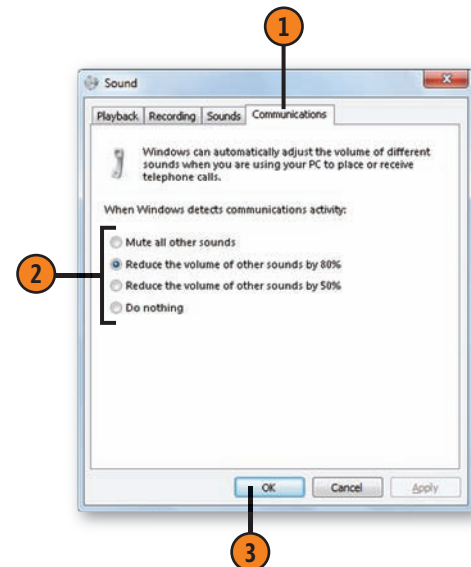 1
Sound
Playback Recording Sounds Communications
Windows can automatically adjust the volume of different
sounds when you are using your PC to place or receive
telephone calls.
When Windows detects communications activity:
Mute all other sounds
2
Reduce the volume of other sounds by 80%
Reduce the volume of other sounds by 50%
Do nothing
OK Cancel Apply
3